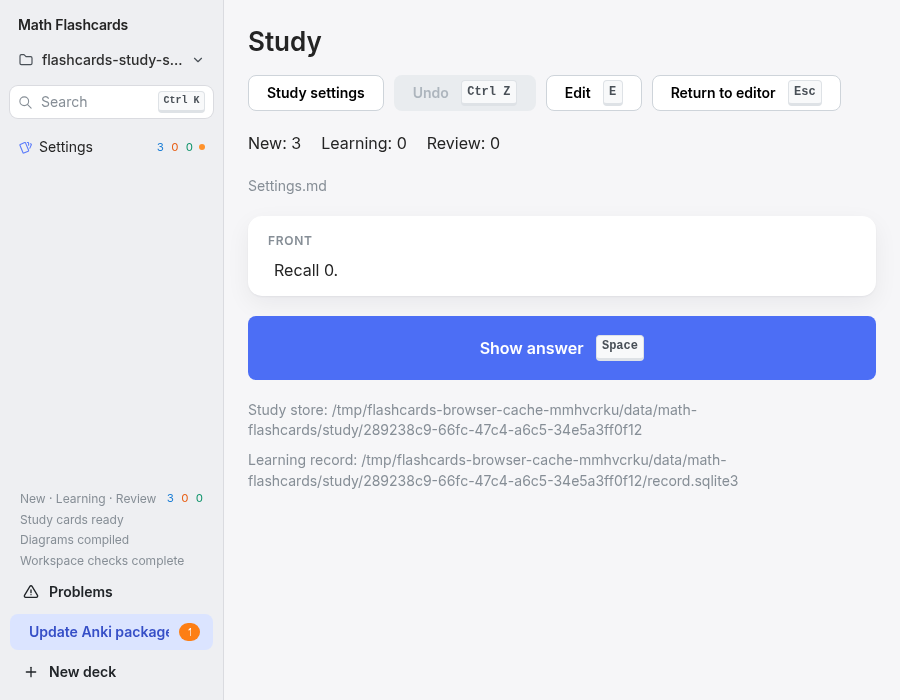 Math Flashcards
flashcards-study-s...
Search Ctrl K
Settings 3 0 0
New · Learning · Review 3 0 0
Study cards ready
Diagrams compiled
Workspace checks complete
Problems
Update Anki package 1
New deck
Study
Study settings Undo Ctrl Z Edit E Return to editor Esc
New: 3 Learning: 0 Review: 0
Settings.md
FRONT
Recall 0.
Show answer Space
Study store: /tmp/flashcards-browser-cache-mmhvcrku/data/math-
flashcards/study/289238c9-66fc-47c4-a6c5-34e5a3ff0f12
Learning record: /tmp/flashcards-browser-cache-mmhvcrku/data/math-
flashcards/study/289238c9-66fc-47c4-a6c5-34e5a3ff0f12/record.sqlite3